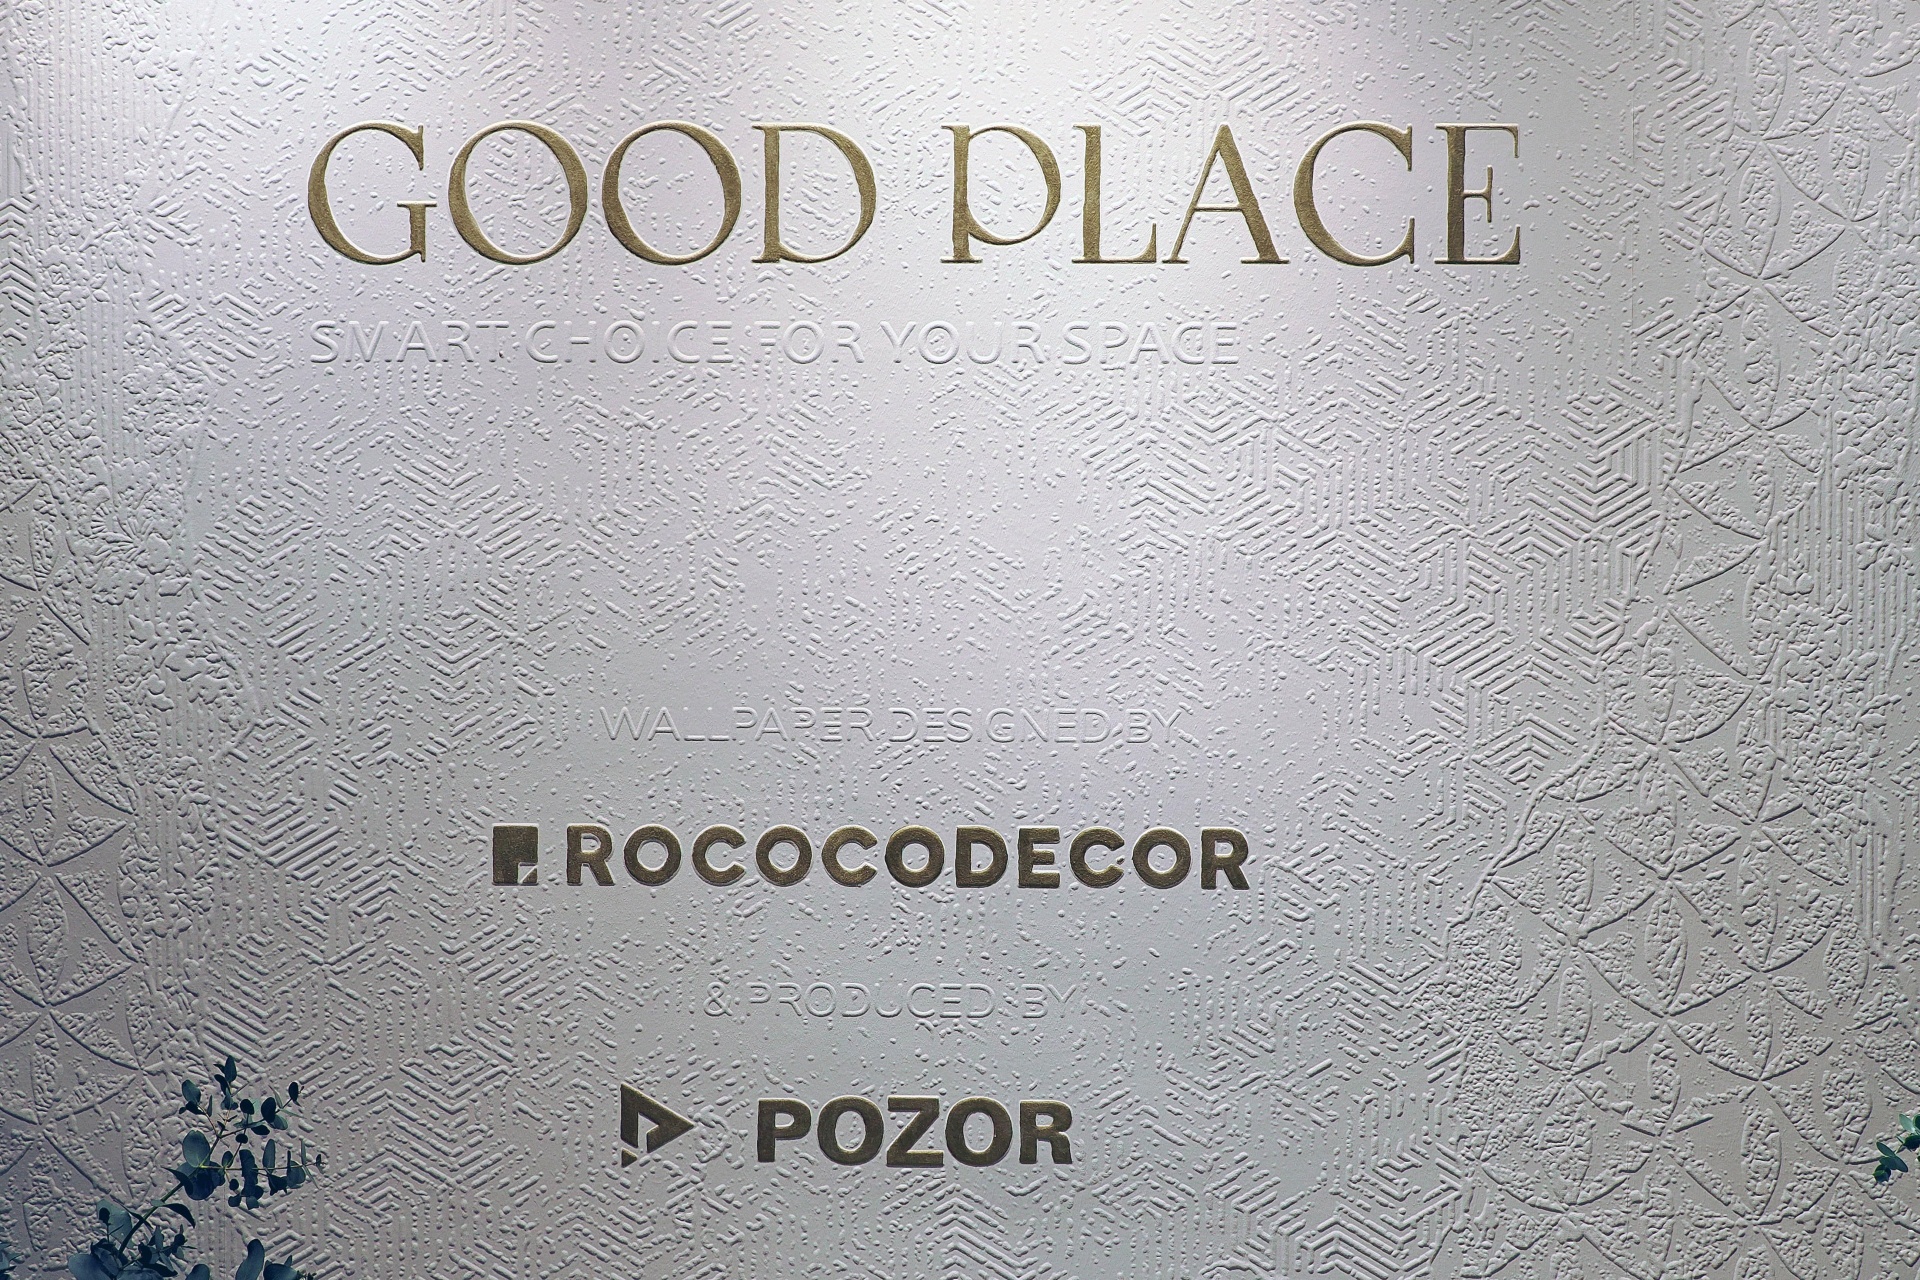 GOOD PLACE
SMART CHOICE FOR YOUR SPACE
WALLPAPER DESIGNED BY
ROCOCODECOR
& PRODUCED BY
POZOR